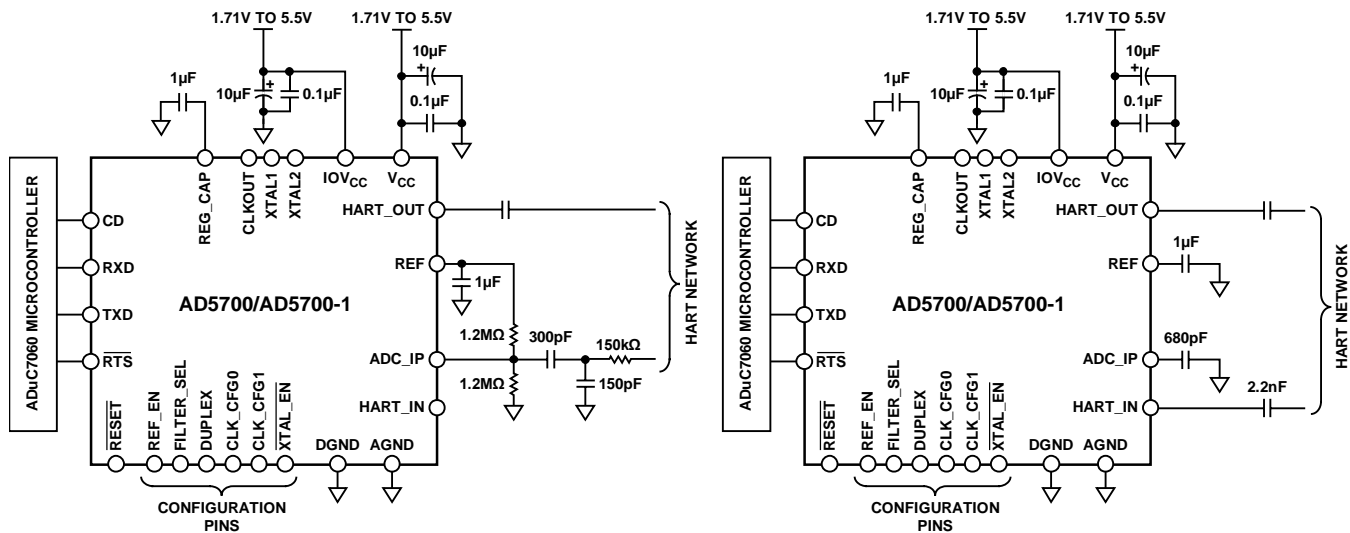 1.71V TO 5.5V
1.71V TO 5.5V
10µF
1µF
10µF
0.1µF
0.1µF
+
+
REG_CAP
CLKOUT
XTAL1
XTAL2
IOVCC
VCC
ADuC7060 MICROCONTROLLER
CD
RXD
TXD
RTS
AD5700/AD5700-1
HART_OUT
REF
1µF
1.2MΩ
300pF
150kΩ
ADC_IP
1.2MΩ
150pF
HART_IN
HART NETWORK
RESET
REF_EN
FILTER_SEL
DUPLEX
CLK_CFG0
CLK_CFG1
XTAL_EN
DGND
AGND
CONFIGURATION
PINS
1.71V TO 5.5V
1.71V TO 5.5V
10µF
1µF
10µF
0.1µF
0.1µF
+
+
REG_CAP
CLKOUT
XTAL1
XTAL2
IOVCC
VCC
ADuC7060 MICROCONTROLLER
CD
RXD
TXD
RTS
AD5700/AD5700-1
HART_OUT
REF
1µF
ADC_IP
680pF
HART_IN
2.2nF
HART NETWORK
RESET
REF_EN
FILTER_SEL
DUPLEX
CLK_CFG0
CLK_CFG1
XTAL_EN
DGND
AGND
CONFIGURATION
PINS